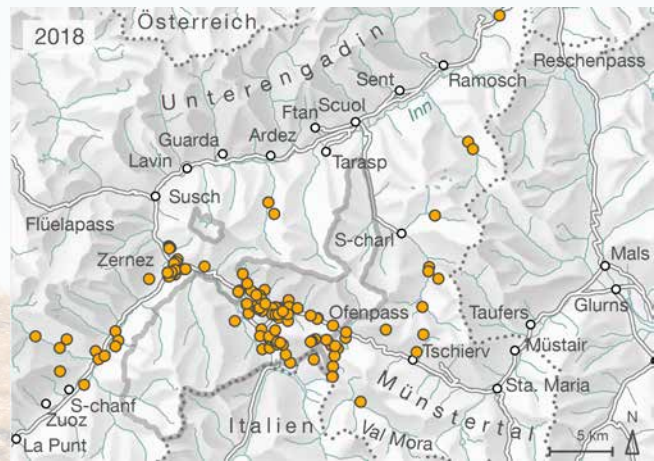 2018
Österreich
Unterengadin
Reschenpass
Ramosch
Sent
Scuol
Ftan
Inn
Guarda
Ardez
Lavin
Tarasp
Susch
Flüelapass
S-charl
Zernez
Mals
Glurns
Ofenpass
Taufers
Tschierv
Müstair
S-chanf
Sta. Maria
Münstertal
Zuoz
Italien
Val Mora
La Punt
5 km
N